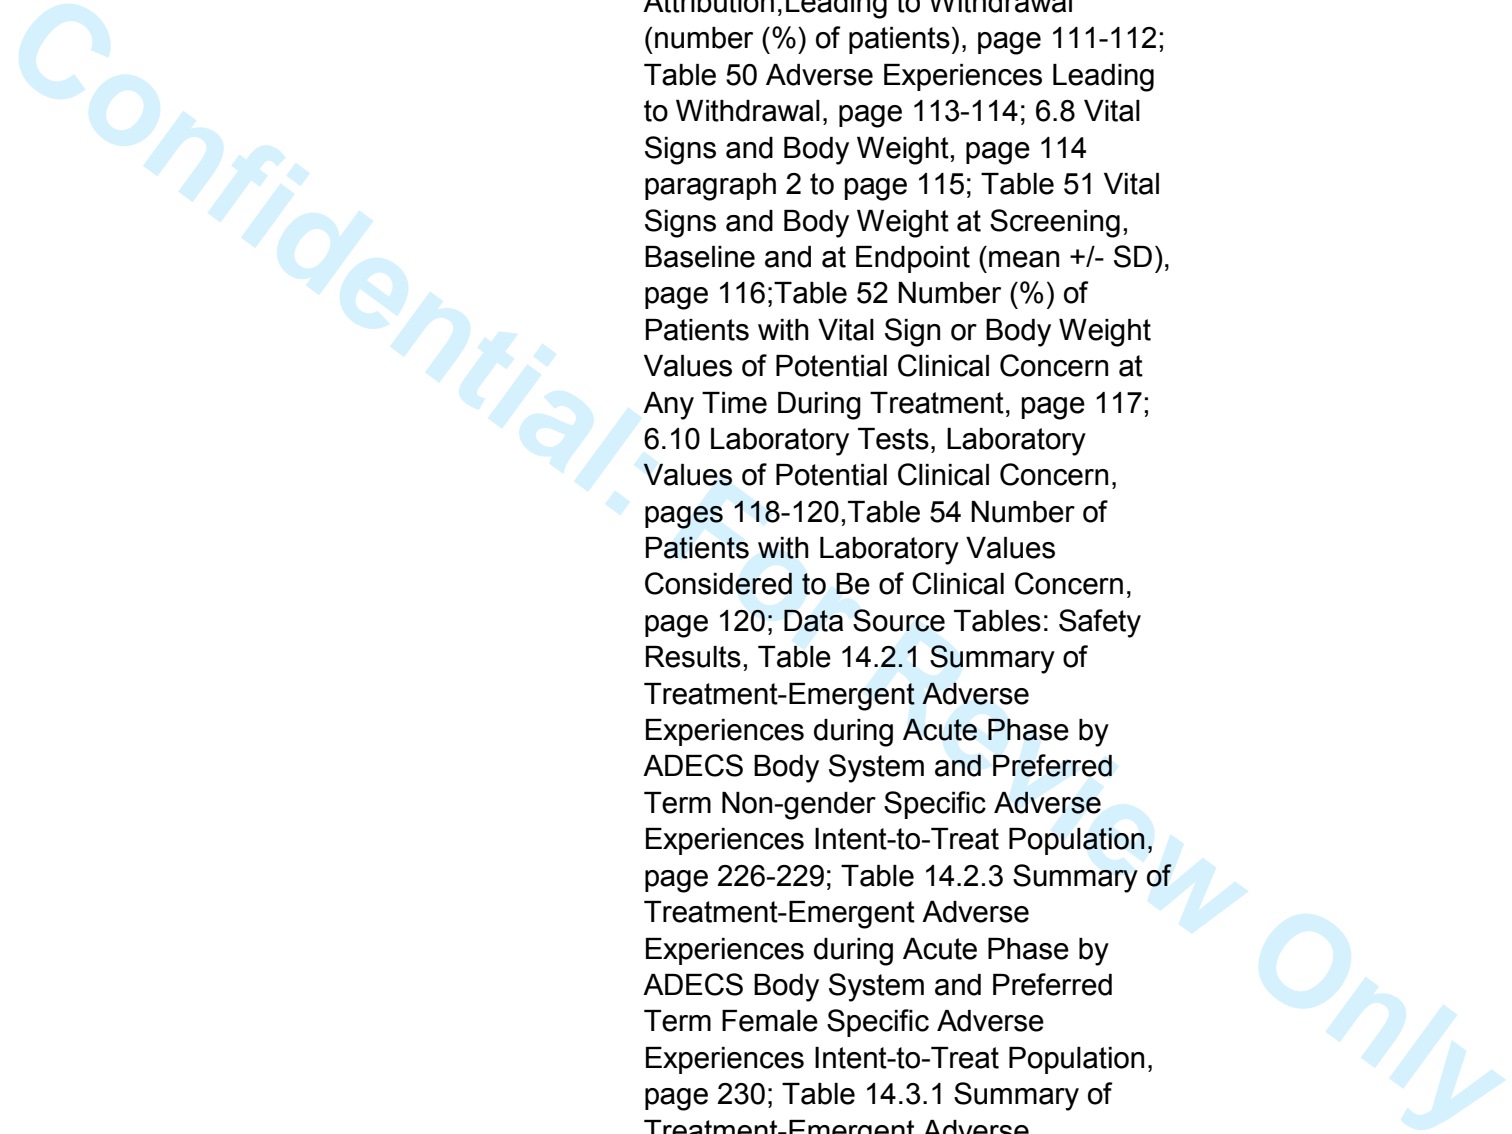 Attribution,Leading to Withdrawal
(number (%) of patients), page 111-112;
Table 50 Adverse Experiences Leading
to Withdrawal, page 113-114; 6.8 Vital
Signs and Body Weight, page 114
paragraph 2 to page 115; Table 51 Vital
Signs and Body Weight at Screening,
Baseline and at Endpoint (mean +/- SD),
page 116;Table 52 Number (%) of
Patients with Vital Sign or Body Weight
Values of Potential Clinical Concern at
Any Time During Treatment, page 117;
6.10 Laboratory Tests, Laboratory
Values of Potential Clinical Concern,
pages 118-120,Table 54 Number of
Patients with Laboratory Values
Considered to Be of Clinical Concern,
page 120; Data Source Tables: Safety
Results, Table 14.2.1 Summary of
Treatment-Emergent Adverse
Experiences during Acute Phase by
ADECS Body System and Preferred
Term Non-gender Specific Adverse
Experiences Intent-to-Treat Population,
page 226-229; Table 14.2.3 Summary of
Treatment-Emergent Adverse
Experiences during Acute Phase by
ADECS Body System and Preferred
Term Female Specific Adverse
Experiences Intent-to-Treat Population,
page 230; Table 14.3.1 Summary of
Treatment-Emergent Adverse
Confidential: For Review Only